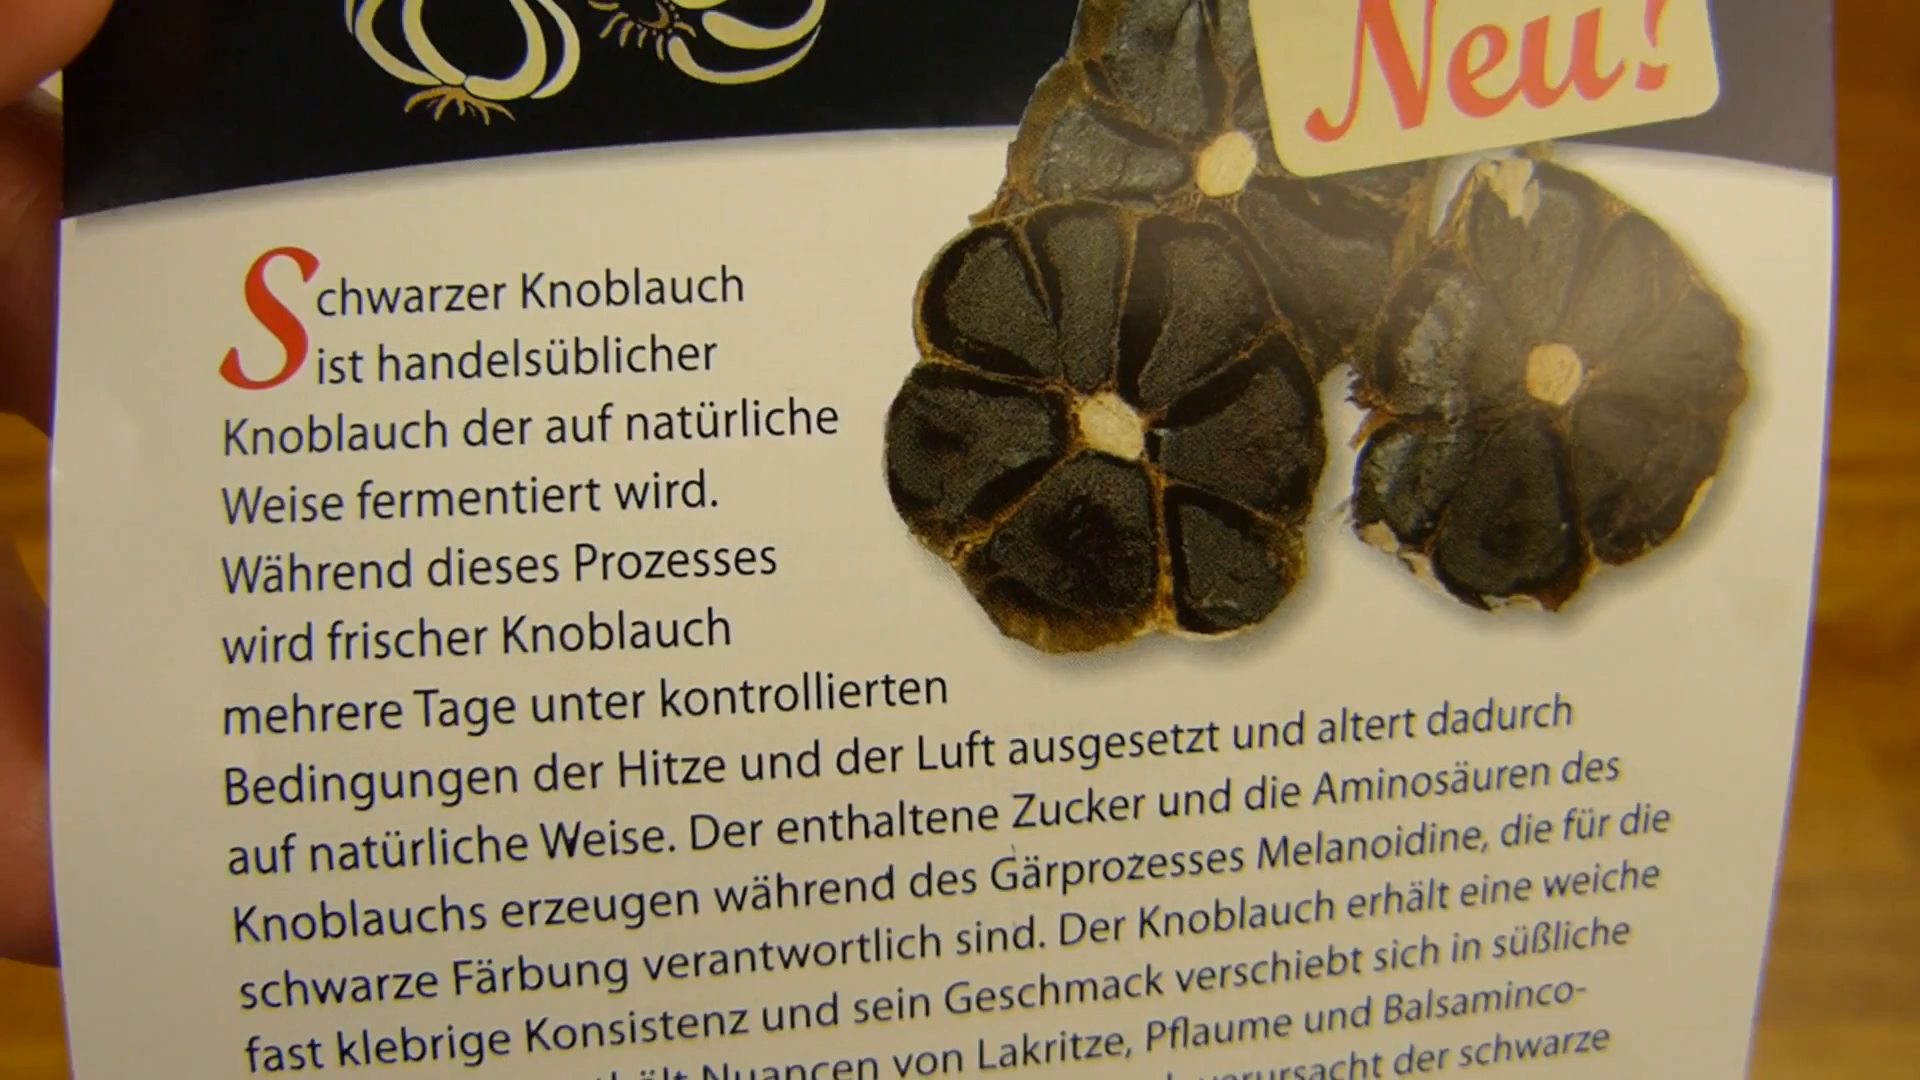 Neu!
Schwarzer Knoblauch
ist handelsüblicher
Knoblauch der auf natürliche
Weise fermentiert wird.
Während dieses Prozesses
wird frischer Knoblauch
mehrere Tage unter kontrollierten
Bedingungen der Hitze und der Luft ausgesetzt und altert dadurch
auf natürliche Weise. Der enthaltene Zucker und die Aminosäuren des
Knoblauchs erzeugen während des Gärprozesses Melanoidine, die für die
schwarze Färbung verantwortlich sind. Der Knoblauch erhält eine weiche
fast klebrige Konsistenz und sein Geschmack verschiebt sich in süßliche
Nuancen von Lakritze, Pflaume und Balsaminco-
verursacht der schwarze